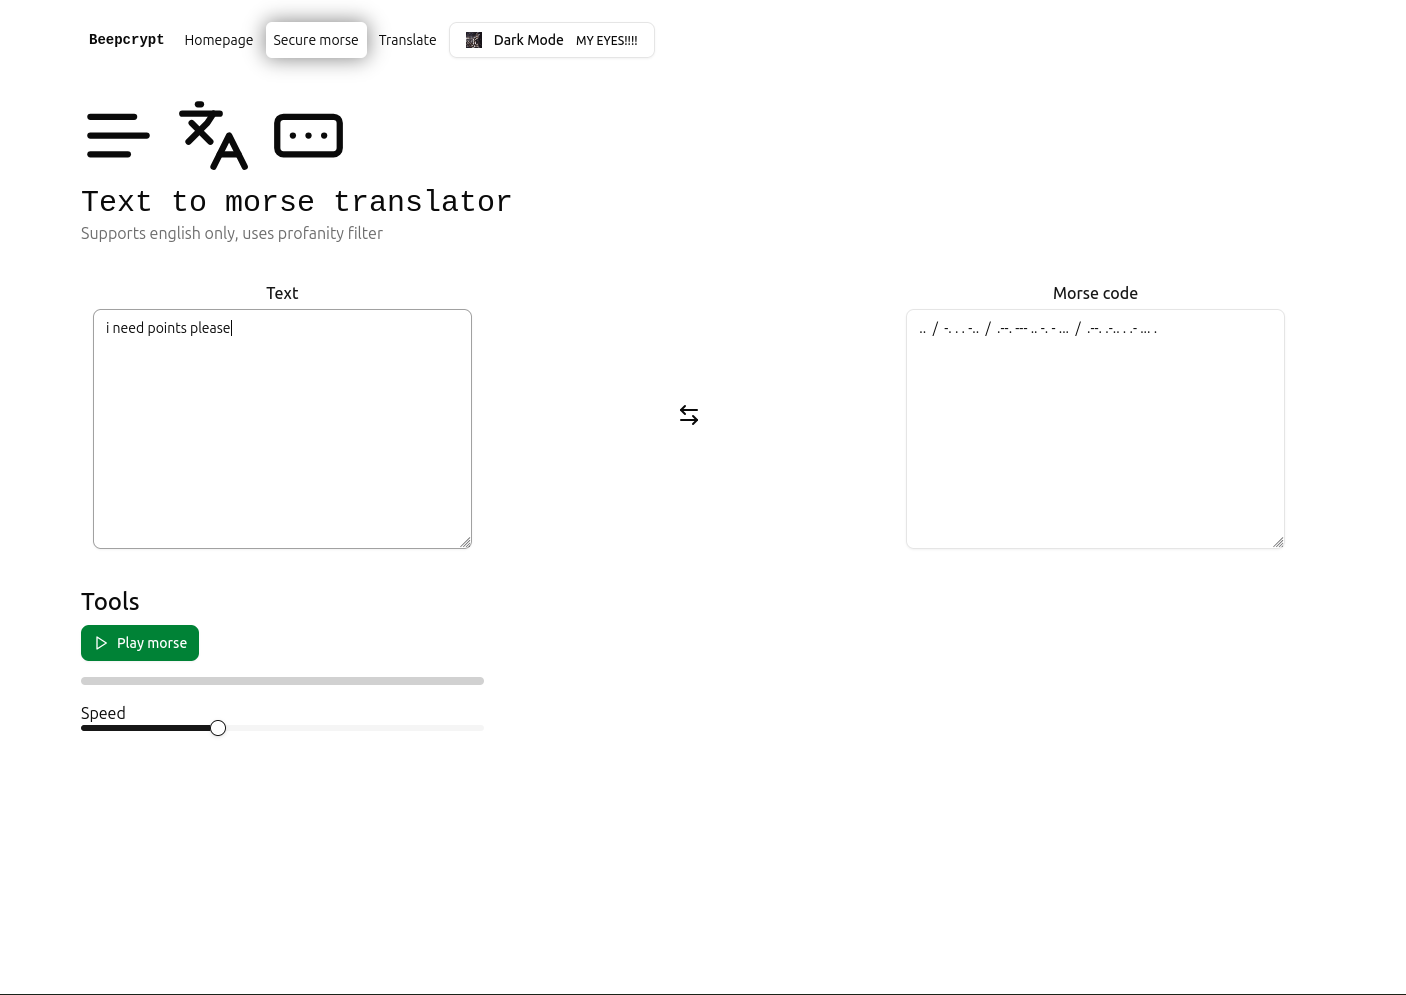 Beepcrypt Homepage Secure morse Translate Dark Mode MY EYES!!!!
Text to morse translator
Supports english only, uses profanity filter
Text
i need points please
Morse code
.. / -. . . -.. / .--. --- .. -. - ... / .--. .-.. . .- ... .
Tools
Play morse
Speed